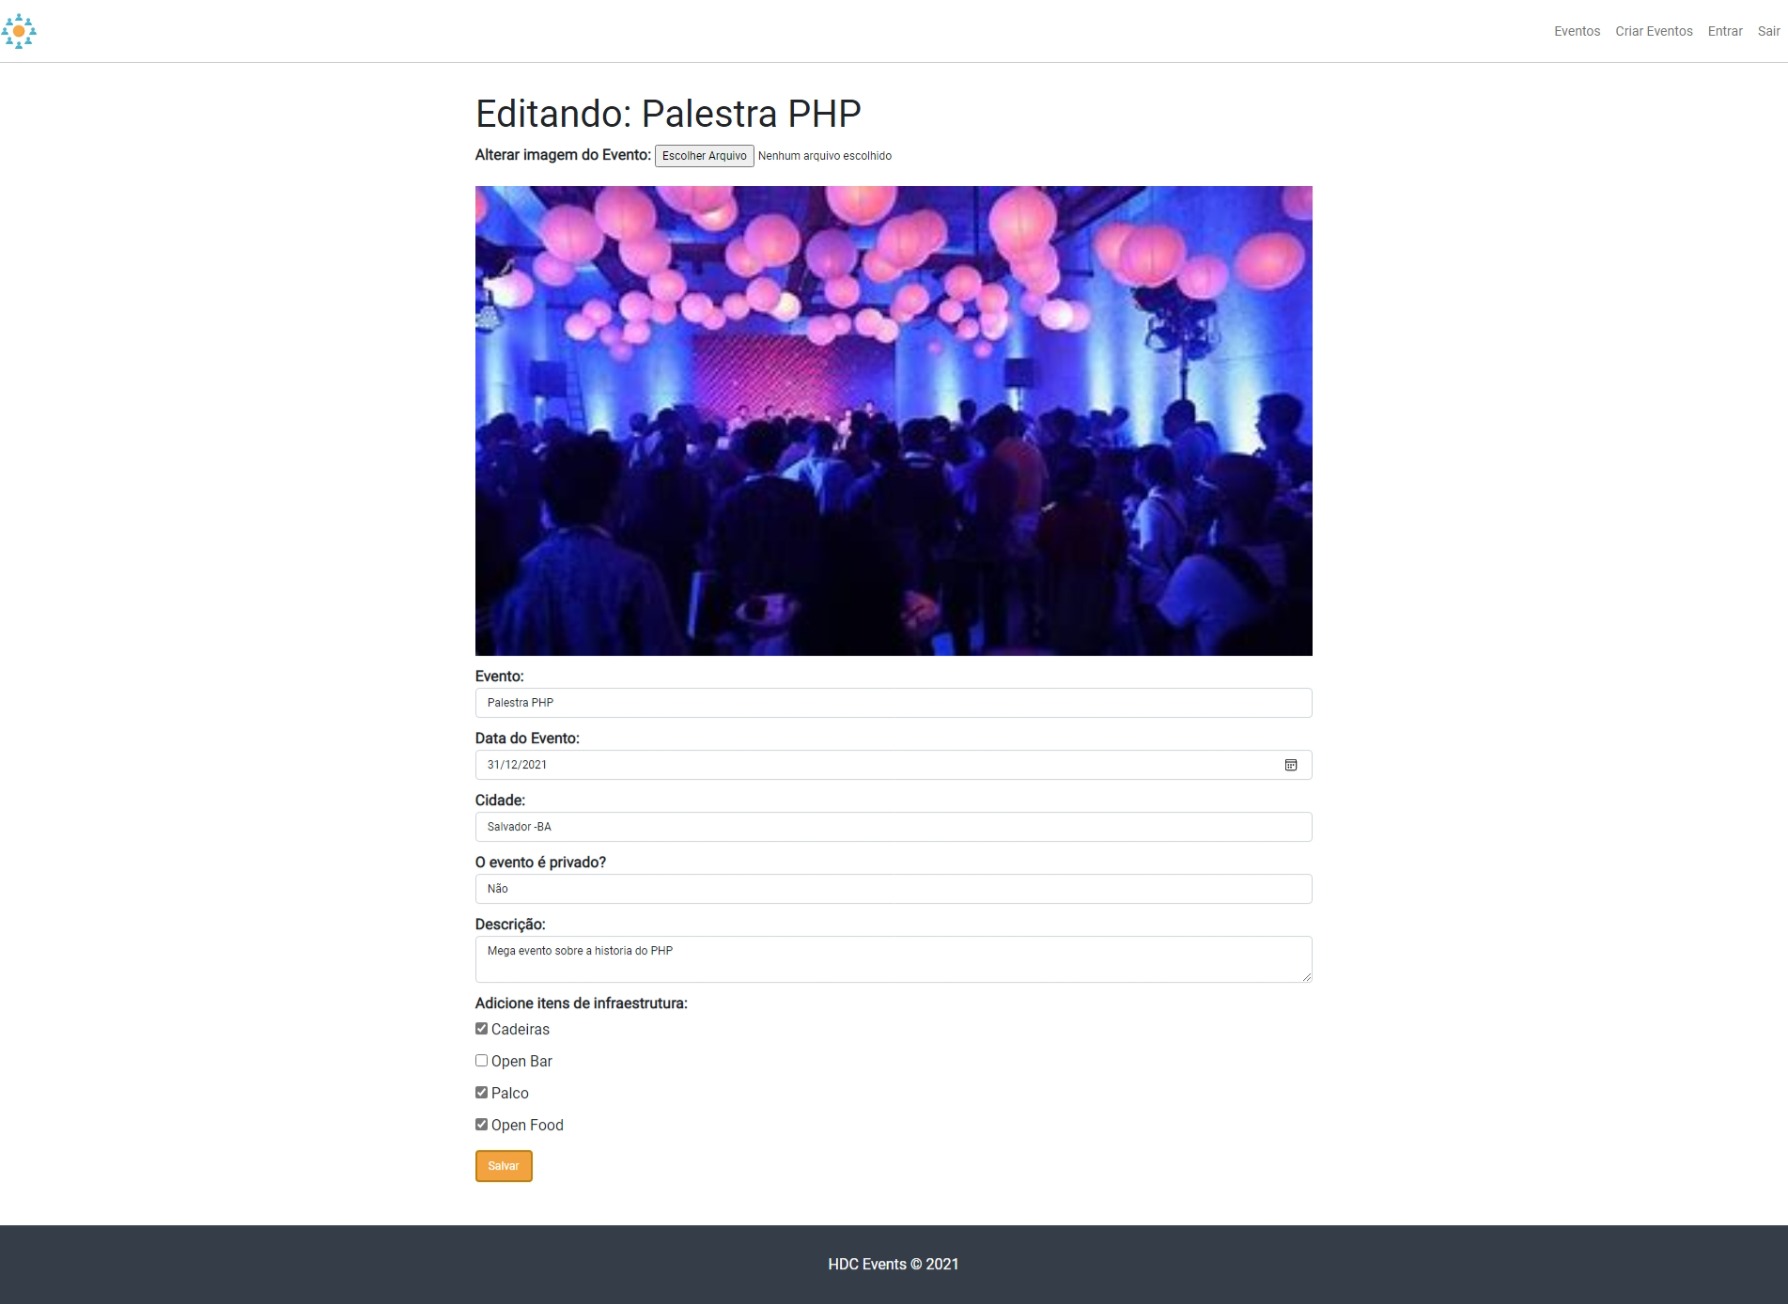 Eventos Criar Eventos Entrar Sair
Editando: Palestra PHP
Alterar imagem do Evento: Escolher Arquivo Nenhum arquivo escolhido
Evento:
Palestra PHP
Data do Evento:
31/12/2021
Cidade:
Salvador -BA
O evento é privado?
Não
Descrição:
Mega evento sobre a historia do PHP
Adicione itens de infraestrutura:
Cadeiras
Open Bar
Palco
Open Food
Salvar
HDC Events © 2021